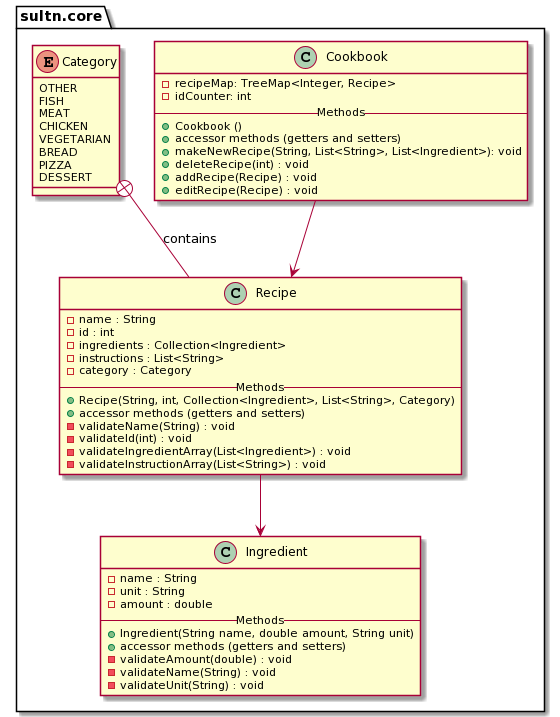 sultn.core
E Category
OTHER
FISH
MEAT
CHICKEN
VEGETARIAN
BREAD
PIZZA
DESSERT
C Cookbook
recipeMap: TreeMap<Integer, Recipe>
idCounter: int
Methods
Cookbook ()
accessor methods (getters and setters)
makeNewRecipe(String, List<String>, List<Ingredient>): void
deleteRecipe(int) : void
addRecipe(Recipe) : void
editRecipe(Recipe) : void
contains
C Recipe
name : String
id : int
ingredients : Collection<Ingredient>
instructions : List<String>
category : Category
Methods
Recipe(String, int, Collection<Ingredient>, List<String>, Category)
accessor methods (getters and setters)
validateName(String) : void
validateId(int) : void
validateIngredientArray(List<Ingredient>) : void
validateInstructionArray(List<String>) : void
C Ingredient
name : String
unit : String
amount : double
Methods
Ingredient(String name, double amount, String unit)
accessor methods (getters and setters)
validateAmount(double) : void
validateName(String) : void
validateUnit(String) : void